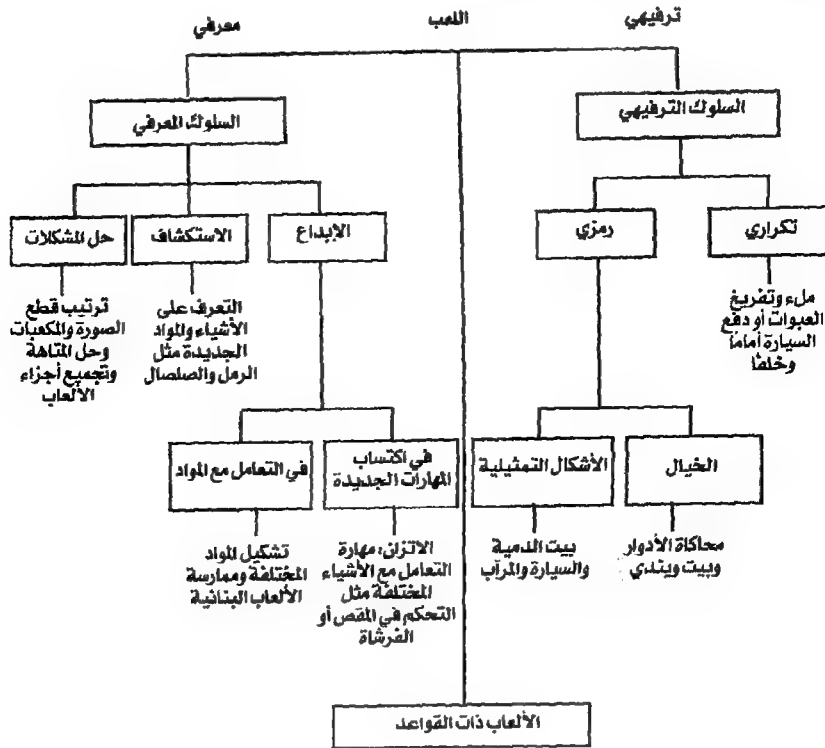 ترفيهي
اللعب
معرفي
السلوك الترفيهي
السلوك المعرفي
تكراري
رمزي
الإبداع
الاستكشاف
حل المشكلات
ملء وتفريغ
العبوات أو دفع
السيارة أماما
وخلفا
التعرف على
الأشياء والمواد
الجديدة مثل
الرمل والصلصال
ترتيب قطع
الصورة والمكعبات
وحل المتاهة
وتجميع أجزاء
الألعاب
الخيال
الأشكال التمثيلية
في اكتساب
المهارات الجديدة
في التعامل مع المواد
محاكاة الأدوار
وبيت ويندي
بيت الدمية
والسيارة والمرآب
الاتزان: مهارة
التعامل مع الأشياء
المختلفة مثل
التحكم في المقص أو
الفرشاة
تشكيل المواد
المختلفة وممارسة
الألعاب البنائية
الألعاب ذات القواعد